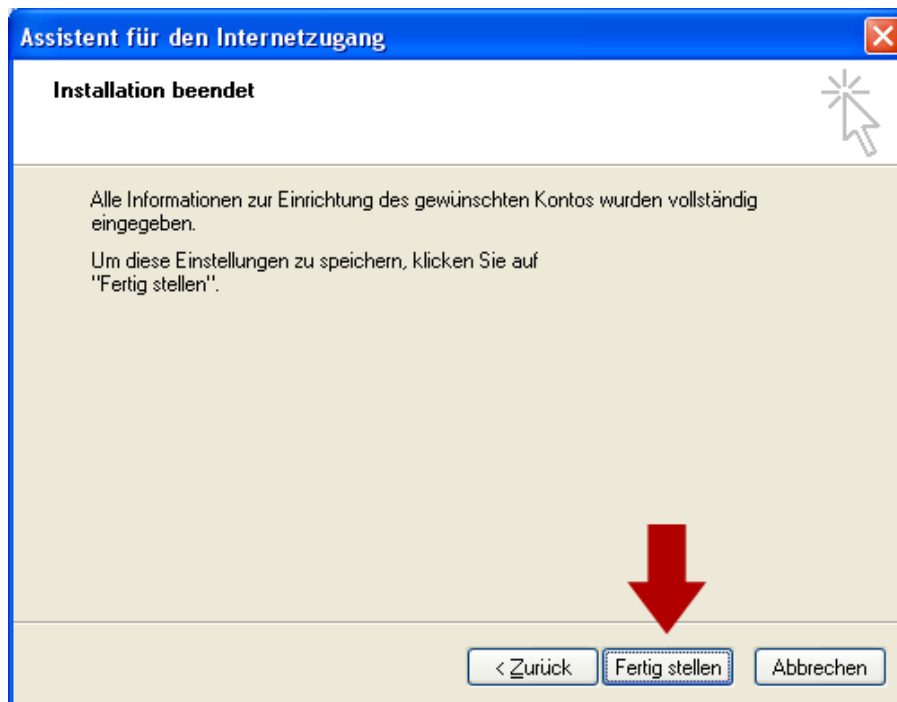 Assistent für den Internetzugang
Installation beendet
Alle Informationen zur Einrichtung des gewünschten Kontos wurden vollständig
eingegeben.
Um diese Einstellungen zu speichern, klicken Sie auf
"Fertig stellen".
< Zurück Fertig stellen Abbrechen